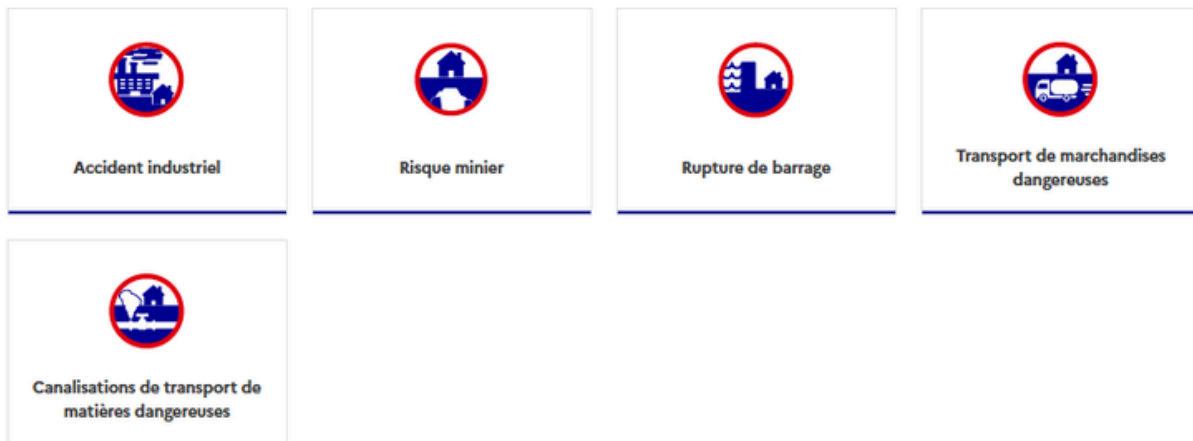 Accident industriel
Risque minier
Rupture de barrage
Transport de marchandises
dangereuses
Canalisations de transport de
matières dangereuses